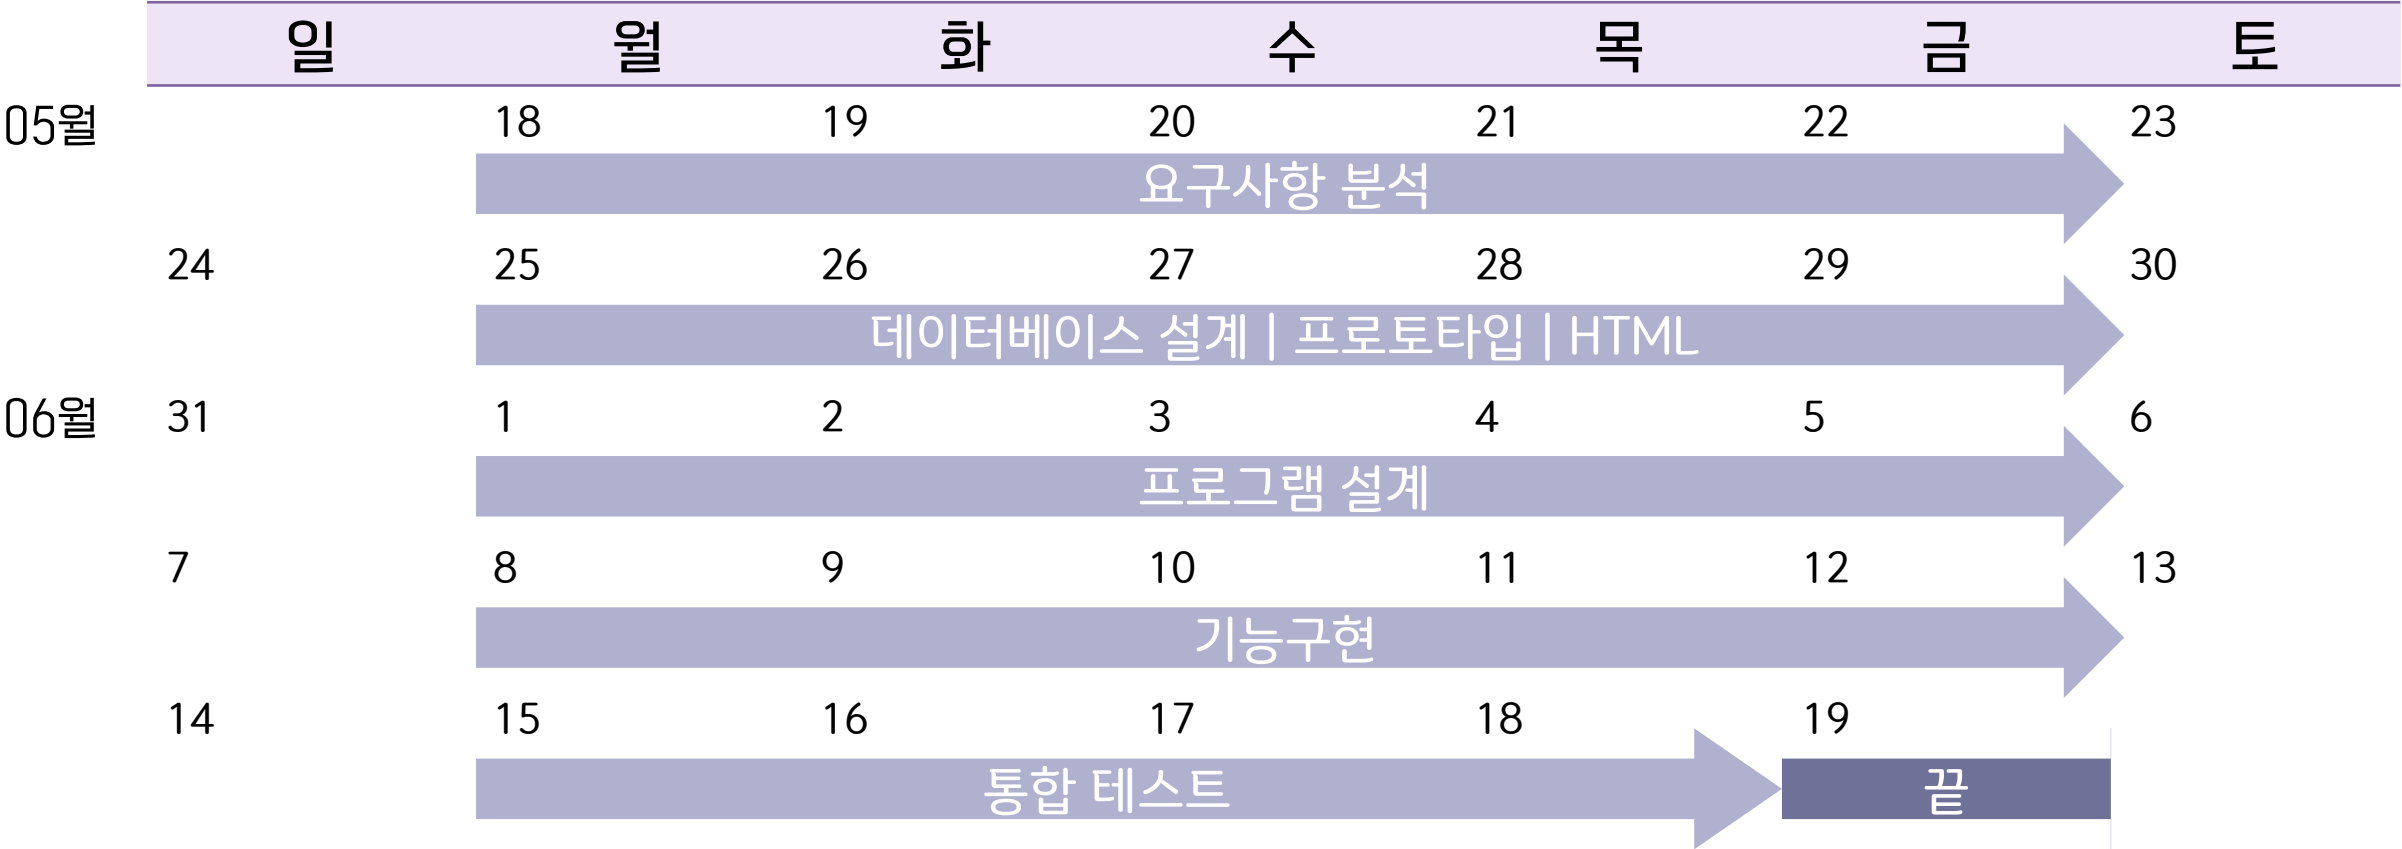 일 월 화 수 목 금 토
05월 18 19 20 21 22 23
요구사항 분석
24 25 26 27 28 29 30
데이터베이스 설계 | 프로토타입 | HTML
06월 31 1 2 3 4 5 6
프로그램 설계
7 8 9 10 11 12 13
기능구현
14 15 16 17 18 19
통합 테스트 끝